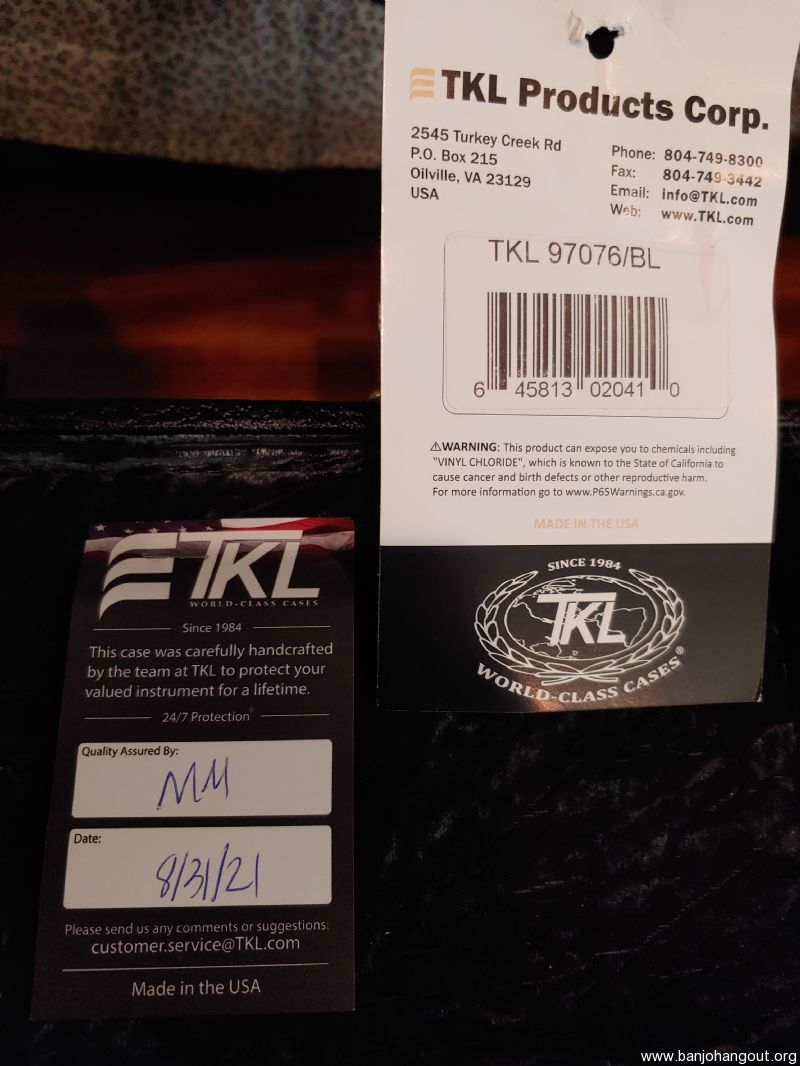 TKL Products Corp.
2545 Turkey Creek Rd
P.O. Box 215
Oilville, VA 23129
USA
Phone: 804-749-8300
Fax: 804-749-3442
Email: info@TKL.com
Web: www.TKL.com
TKL 97076/BL
6 45813 02041 0
⚠WARNING: This product can expose you to chemicals including
"VINYL CHLORIDE", which is known to the State of California to
cause cancer and birth defects or other reproductive harm.
For more information go to www.P65Warnings.ca.gov.
MADE IN THE USA
SINCE 1984
TKL
WORLD-CLASS CASES®
TKL
WORLD-CLASS CASES
Since 1984
This case was carefully handcrafted
by the team at TKL to protect your
valued instrument for a lifetime.
24/7 Protection®
Quality Assured By:
MM
Date:
8/31/21
Please send us any comments or suggestions:
customer.service@TKL.com
Made in the USA
www.banjohangout.org